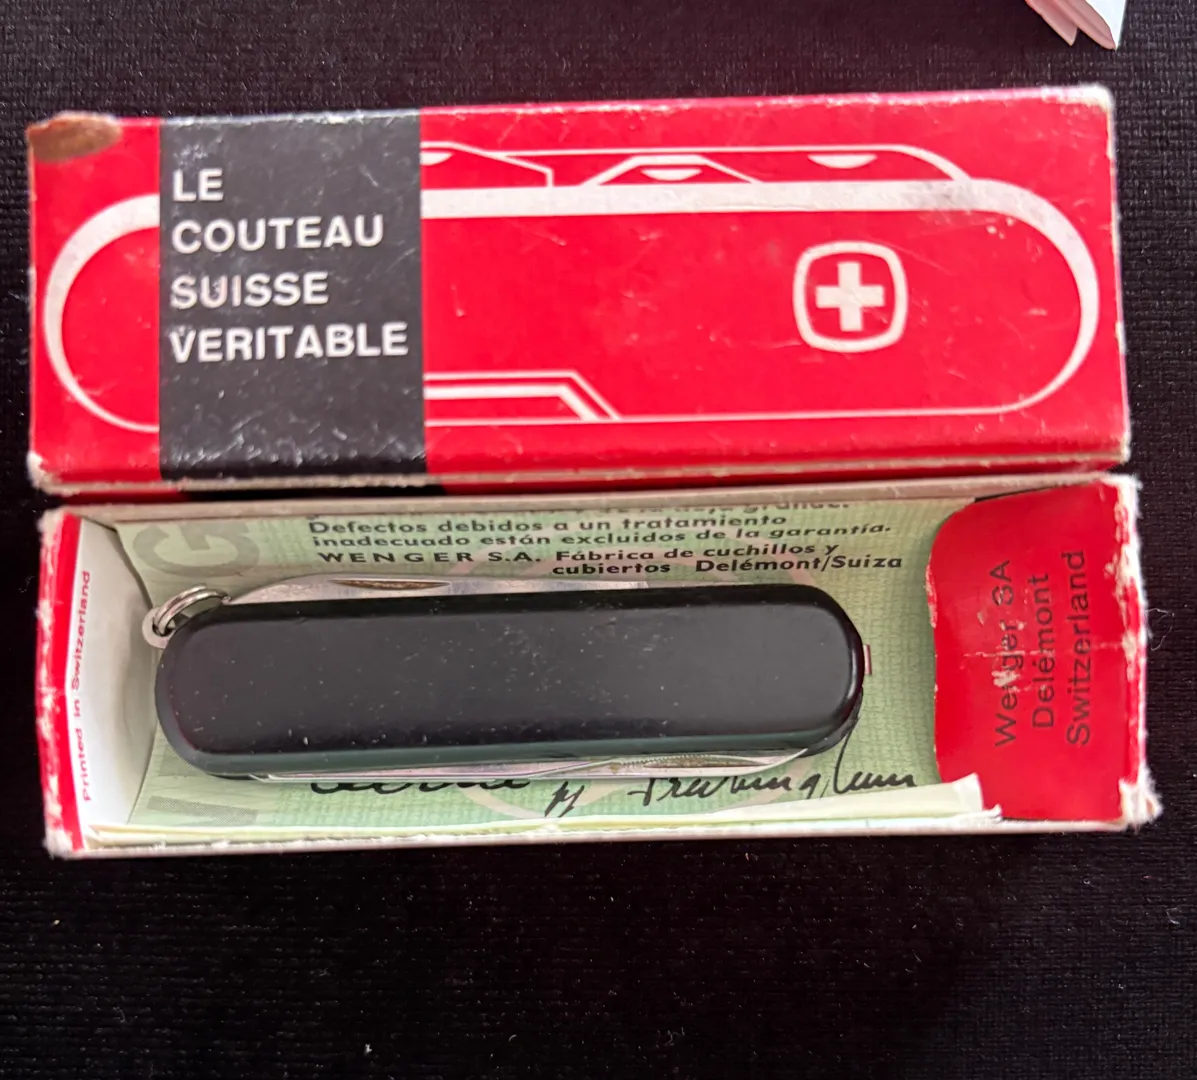 LE
COUTEAU
SUISSE
VERITABLE
Defectos debidos a un tratamiento
inadecuado están excluidos de la garantía.
WENGER S.A. Fábrica de cuchillos y
cubiertos Delémont/Suiza
Printed in Switzerland
Wenger SA
Delémont
Switzerland